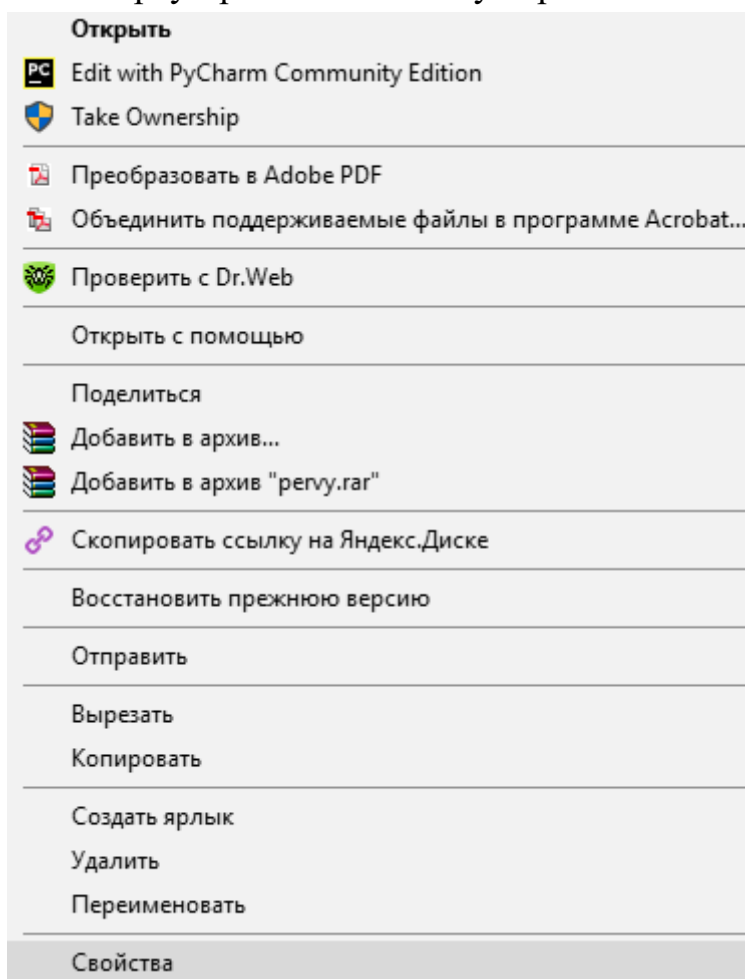 Открыть
Edit with PyCharm Community Edition
Take Ownership
Преобразовать в Adobe PDF
Объединить поддерживаемые файлы в программе Acrobat...
Проверить с Dr.Web
Открыть с помощью
Поделиться
Добавить в архив...
Добавить в архив "pervy.rar"
Скопировать ссылку на Яндекс.Диске
Восстановить прежнюю версию
Отправить
Вырезать
Копировать
Создать ярлык
Удалить
Переименовать
Свойства